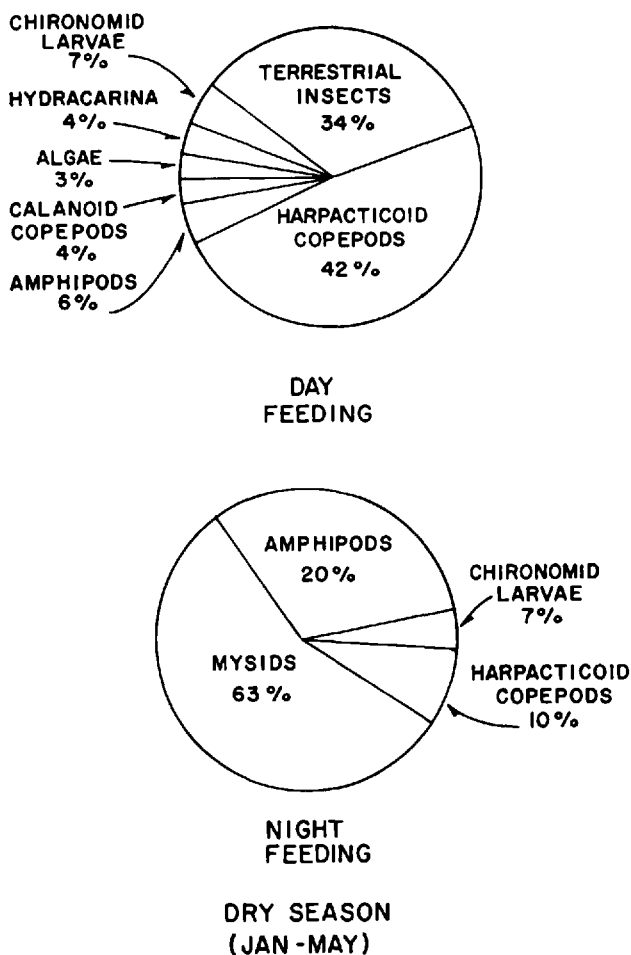 CHIRONOMID
LARVAE
7%
HYDRACARINA
4%
ALGAE
3%
CALANOID
COPEPODS
4%
AMPHIPODS
6%
TERRESTRIAL
INSECTS
34%
HARPACTICOID
COPEPODS
42%
DAY
FEEDING
AMPHIPODS
20%
CHIRONOMID
LARVAE
7%
MYSIDS
63%
HARPACTICOID
COPEPODS
10%
NIGHT
FEEDING
DRY SEASON
(JAN-MAY)